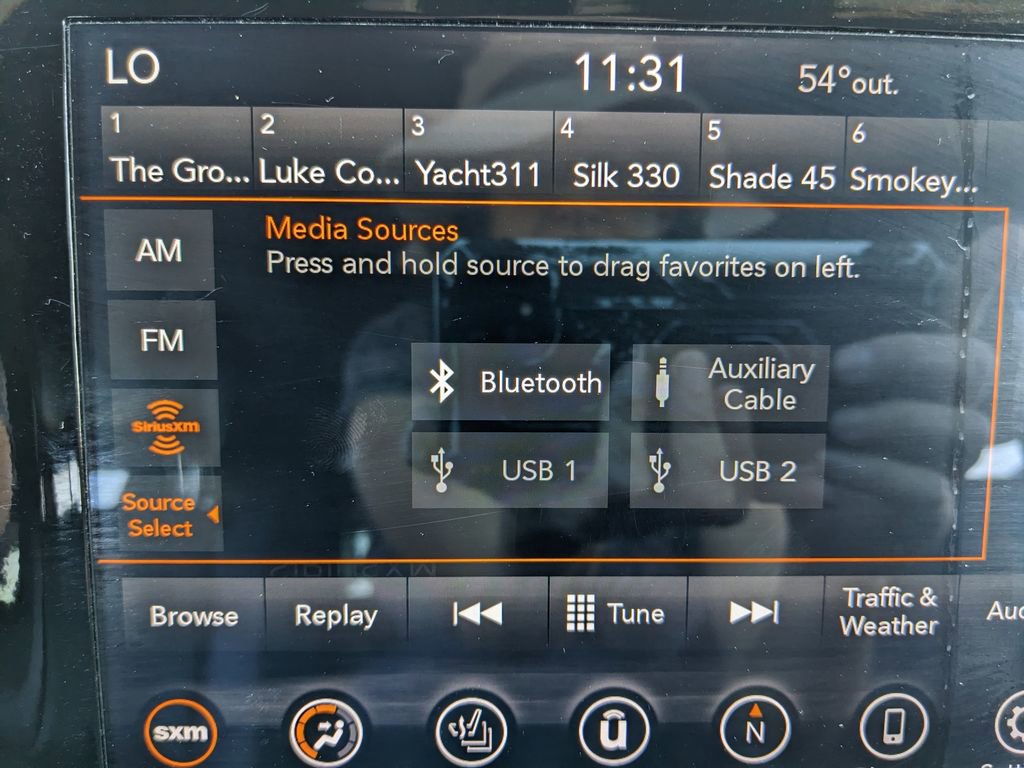 LO 11:31 54°out.
1 2 3 4 5 6
The Gro... Luke Co... Yacht311 Silk 330 Shade 45 Smokey...
AM
FM
SiriusXM
Source
Select
Media Sources
Press and hold source to drag favorites on left.
Bluetooth
Auxiliary
Cable
USB 1
USB 2
Browse
Replay
Tune
Traffic &
Weather
sxm
u
N